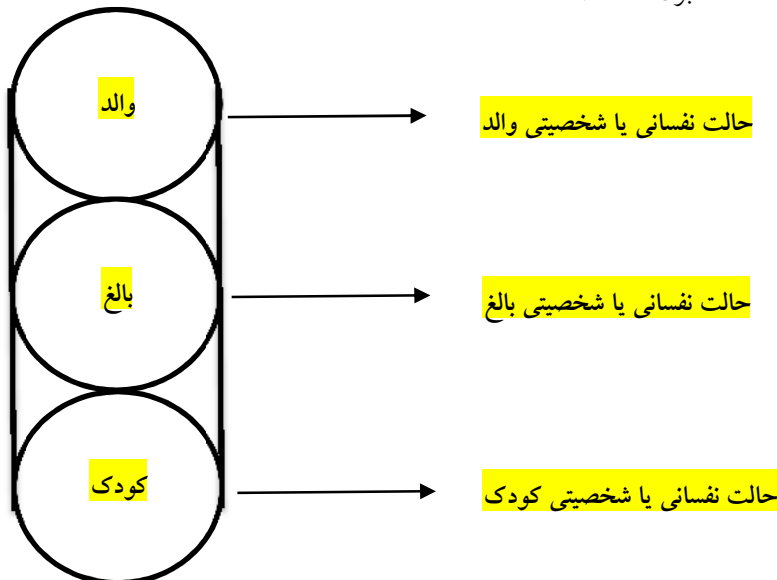 والد
حالت نفسانی یا شخصیتی والد
بالغ
حالت نفسانی یا شخصیتی بالغ
کودک
حالت نفسانی یا شخصیتی کودک